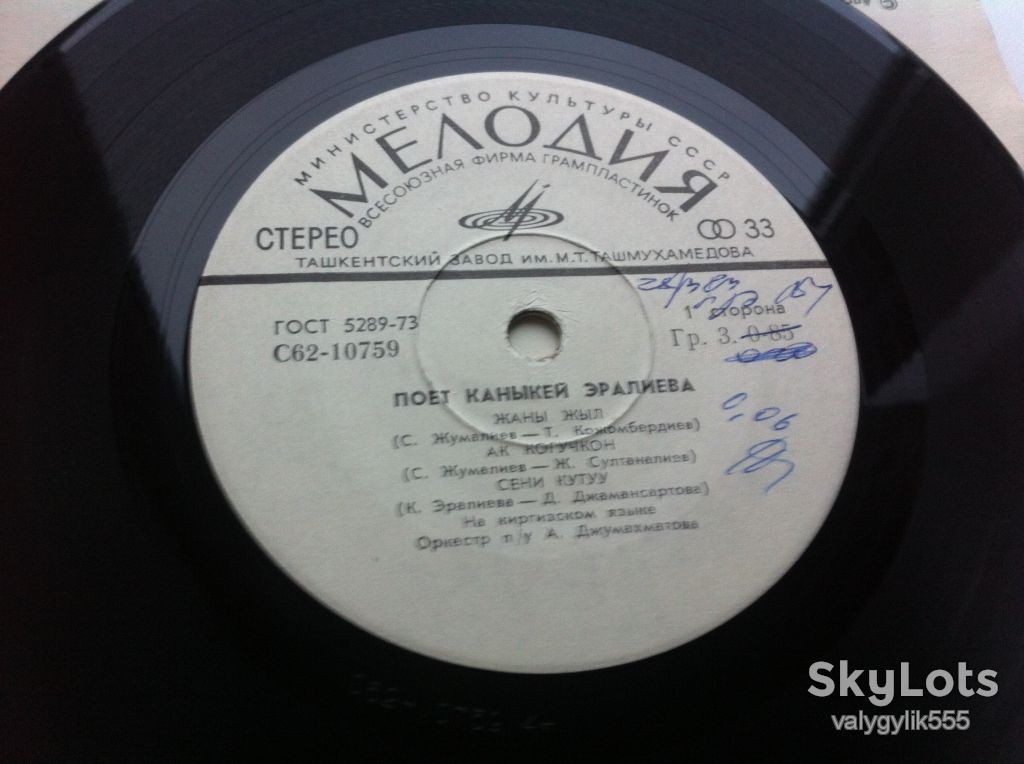 МИНИСТЕРСТВО КУЛЬТУРЫ СССР
МЕЛОДИЯ
ВСЕСОЮЗНАЯ ФИРМА ГРАМПЛАСТИНОК
СТЕРЕО
33
ТАШКЕНТСКИЙ ЗАВОД ИМ. М.Т. ТАШМУХАМЕДОВА
ГОСТ 5289-73
1 сторона
С62-10759
Гр. 3. 0-85
ПОЕТ КАНЫКЕЙ ЭРАЛИЕВА
ЖАНЫ ЖЫЛ
(С. Жумалиев — Т. Кожомбердиев)
АК КОГУЧКОН
(С. Жумалиев — Ж. Султаналиев)
СЕНИ КУТУУ
(К. Эралиева — Д. Джамансартова)
На киргизском языке
Оркестр п/у А. Джумахматова
0.06
SkyLots
valygylik555